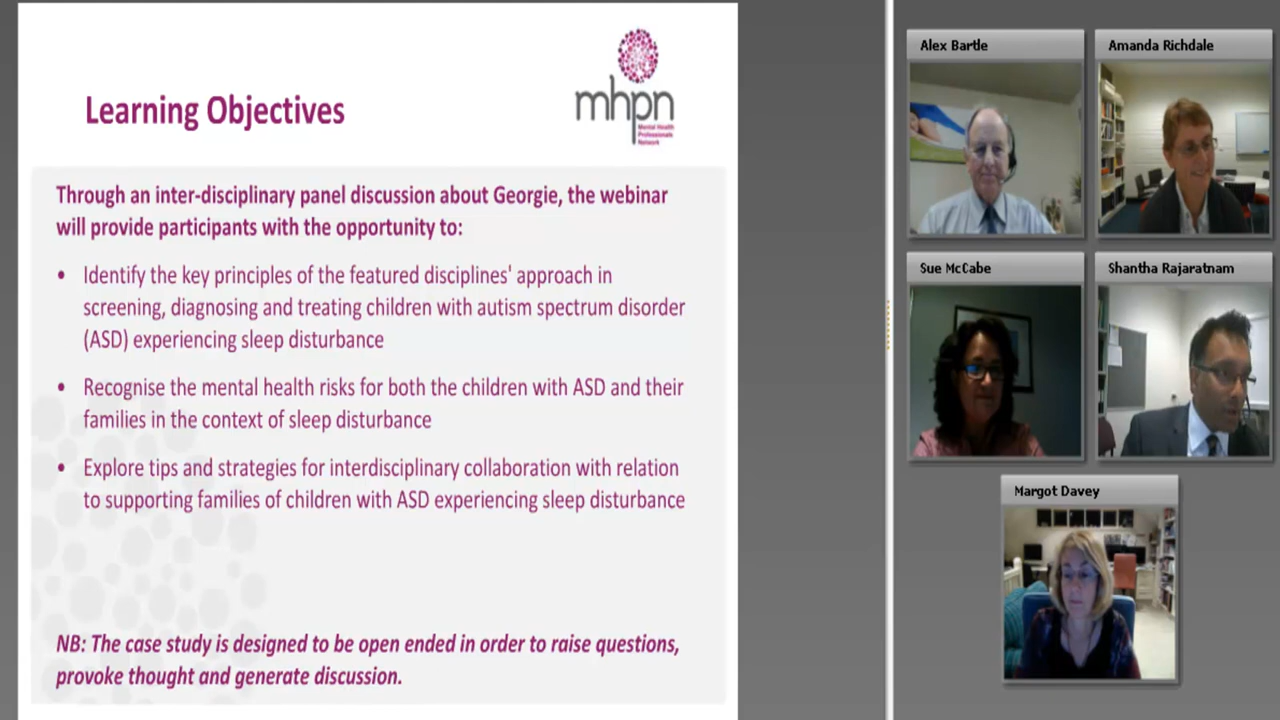 Learning Objectives
mhpn
Mental Health
Professionals
Network
Through an inter-disciplinary panel discussion about Georgie, the webinar
will provide participants with the opportunity to:
• Identify the key principles of the featured disciplines' approach in
screening, diagnosing and treating children with autism spectrum disorder
(ASD) experiencing sleep disturbance
• Recognise the mental health risks for both the children with ASD and their
families in the context of sleep disturbance
• Explore tips and strategies for interdisciplinary collaboration with relation
to supporting families of children with ASD experiencing sleep disturbance
NB: The case study is designed to be open ended in order to raise questions,
provoke thought and generate discussion.
Alex Bartle
Amanda Richdale
Sue McCabe
Shantha Rajaratnam
Margot Davey